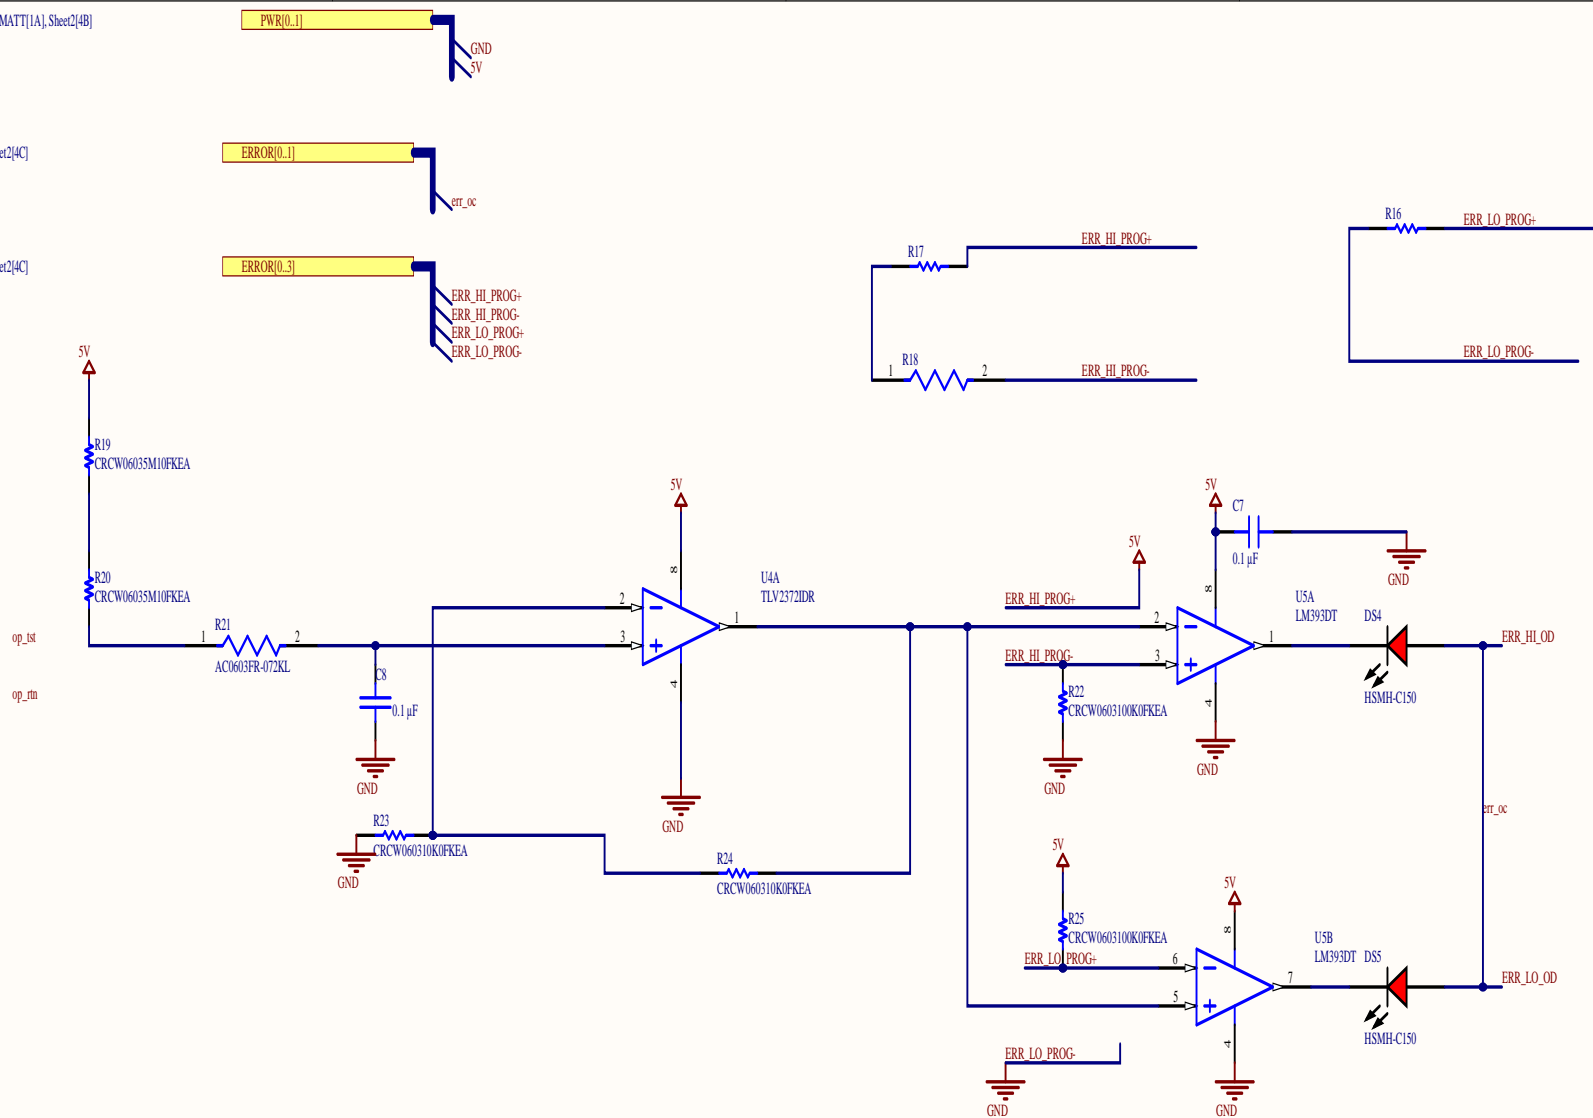 MATT[1A], Sheet2[4B]
PWR[0..1]
GND
5V
et2[4C]
ERROR[0..1]
err_oc
et2[4C]
ERROR[0..3]
ERR_HI_PROG+
ERR_HI_PROG-
ERR_LO_PROG+
ERR_LO_PROG-
R17
ERR_HI_PROG+
R18
1
2
ERR_HI_PROG-
R16
ERR_LO_PROG+
ERR_LO_PROG-
5V
R19
CRCW06035M10FKEA
R20
CRCW06035M10FKEA
op_tst
op_rtn
1
R21
2
AC0603FR-072KL
C8
0.1 µF
GND
5V
8
2
3
1
4
U4A
TLV2372IDR
GND
R23
CRCW060310K0FKEA
GND
R24
CRCW060310K0FKEA
5V
ERR_HI_PROG+
ERR_HI_PROG-
R22
CRCW0603100K0FKEA
GND
5V
C7
0.1 µF
GND
8
2
3
1
4
U5A
LM393DT
DS4
HSMH-C150
GND
ERR_HI_OD
err_oc
5V
R25
CRCW0603100K0FKEA
ERR_LO_PROG+
5V
8
6
5
7
4
U5B
LM393DT
DS5
HSMH-C150
ERR_LO_OD
ERR_LO_PROG-
GND
GND